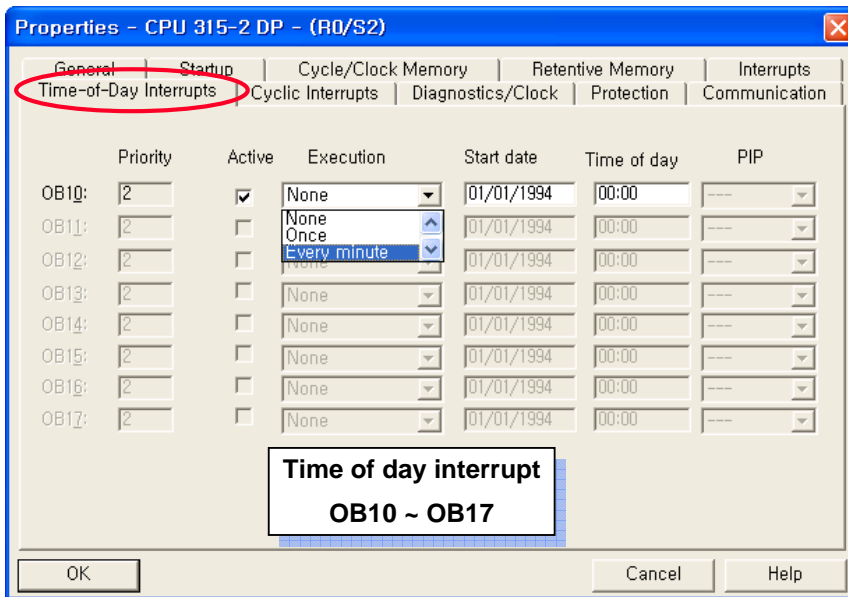 Properties - CPU 315-2 DP - (R0/S2)
General Startup Cycle/Clock Memory Retentive Memory Interrupts
Time-of-Day Interrupts Cyclic Interrupts Diagnostics/Clock Protection Communication
Priority Active Execution Start date Time of day PIP
OB10: 2 None 01/01/1994 00:00 ---
None
Once
Every minute
OB11: 2 01/01/1994 00:00 ---
OB12: 2 None 01/01/1994 00:00 ---
OB13: 2 None 01/01/1994 00:00 ---
OB14: 2 None 01/01/1994 00:00 ---
OB15: 2 None 01/01/1994 00:00 ---
OB16: 2 None 01/01/1994 00:00 ---
OB17: 2 None 01/01/1994 00:00 ---
Time of day interrupt
OB10 ~ OB17
OK Cancel Help